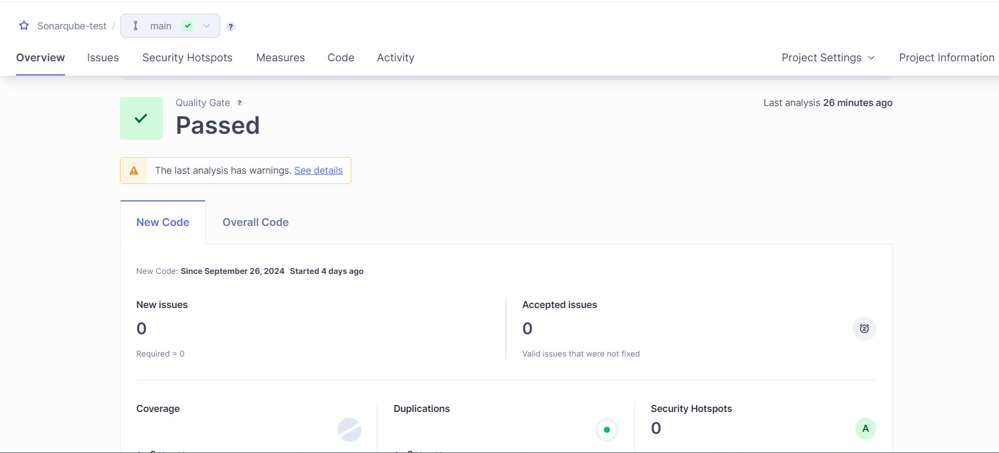 Sonarqube-test / main ?
Overview Issues Security Hotspots Measures Code Activity Project Settings Project Information
Quality Gate ?
Passed
Last analysis 26 minutes ago
The last analysis has warnings. See details
New Code Overall Code
New Code: Since September 26, 2024 Started 4 days ago
New issues
0
Required = 0
Accepted issues
0
Valid issues that were not fixed
Coverage
Duplications
Security Hotspots
0
A